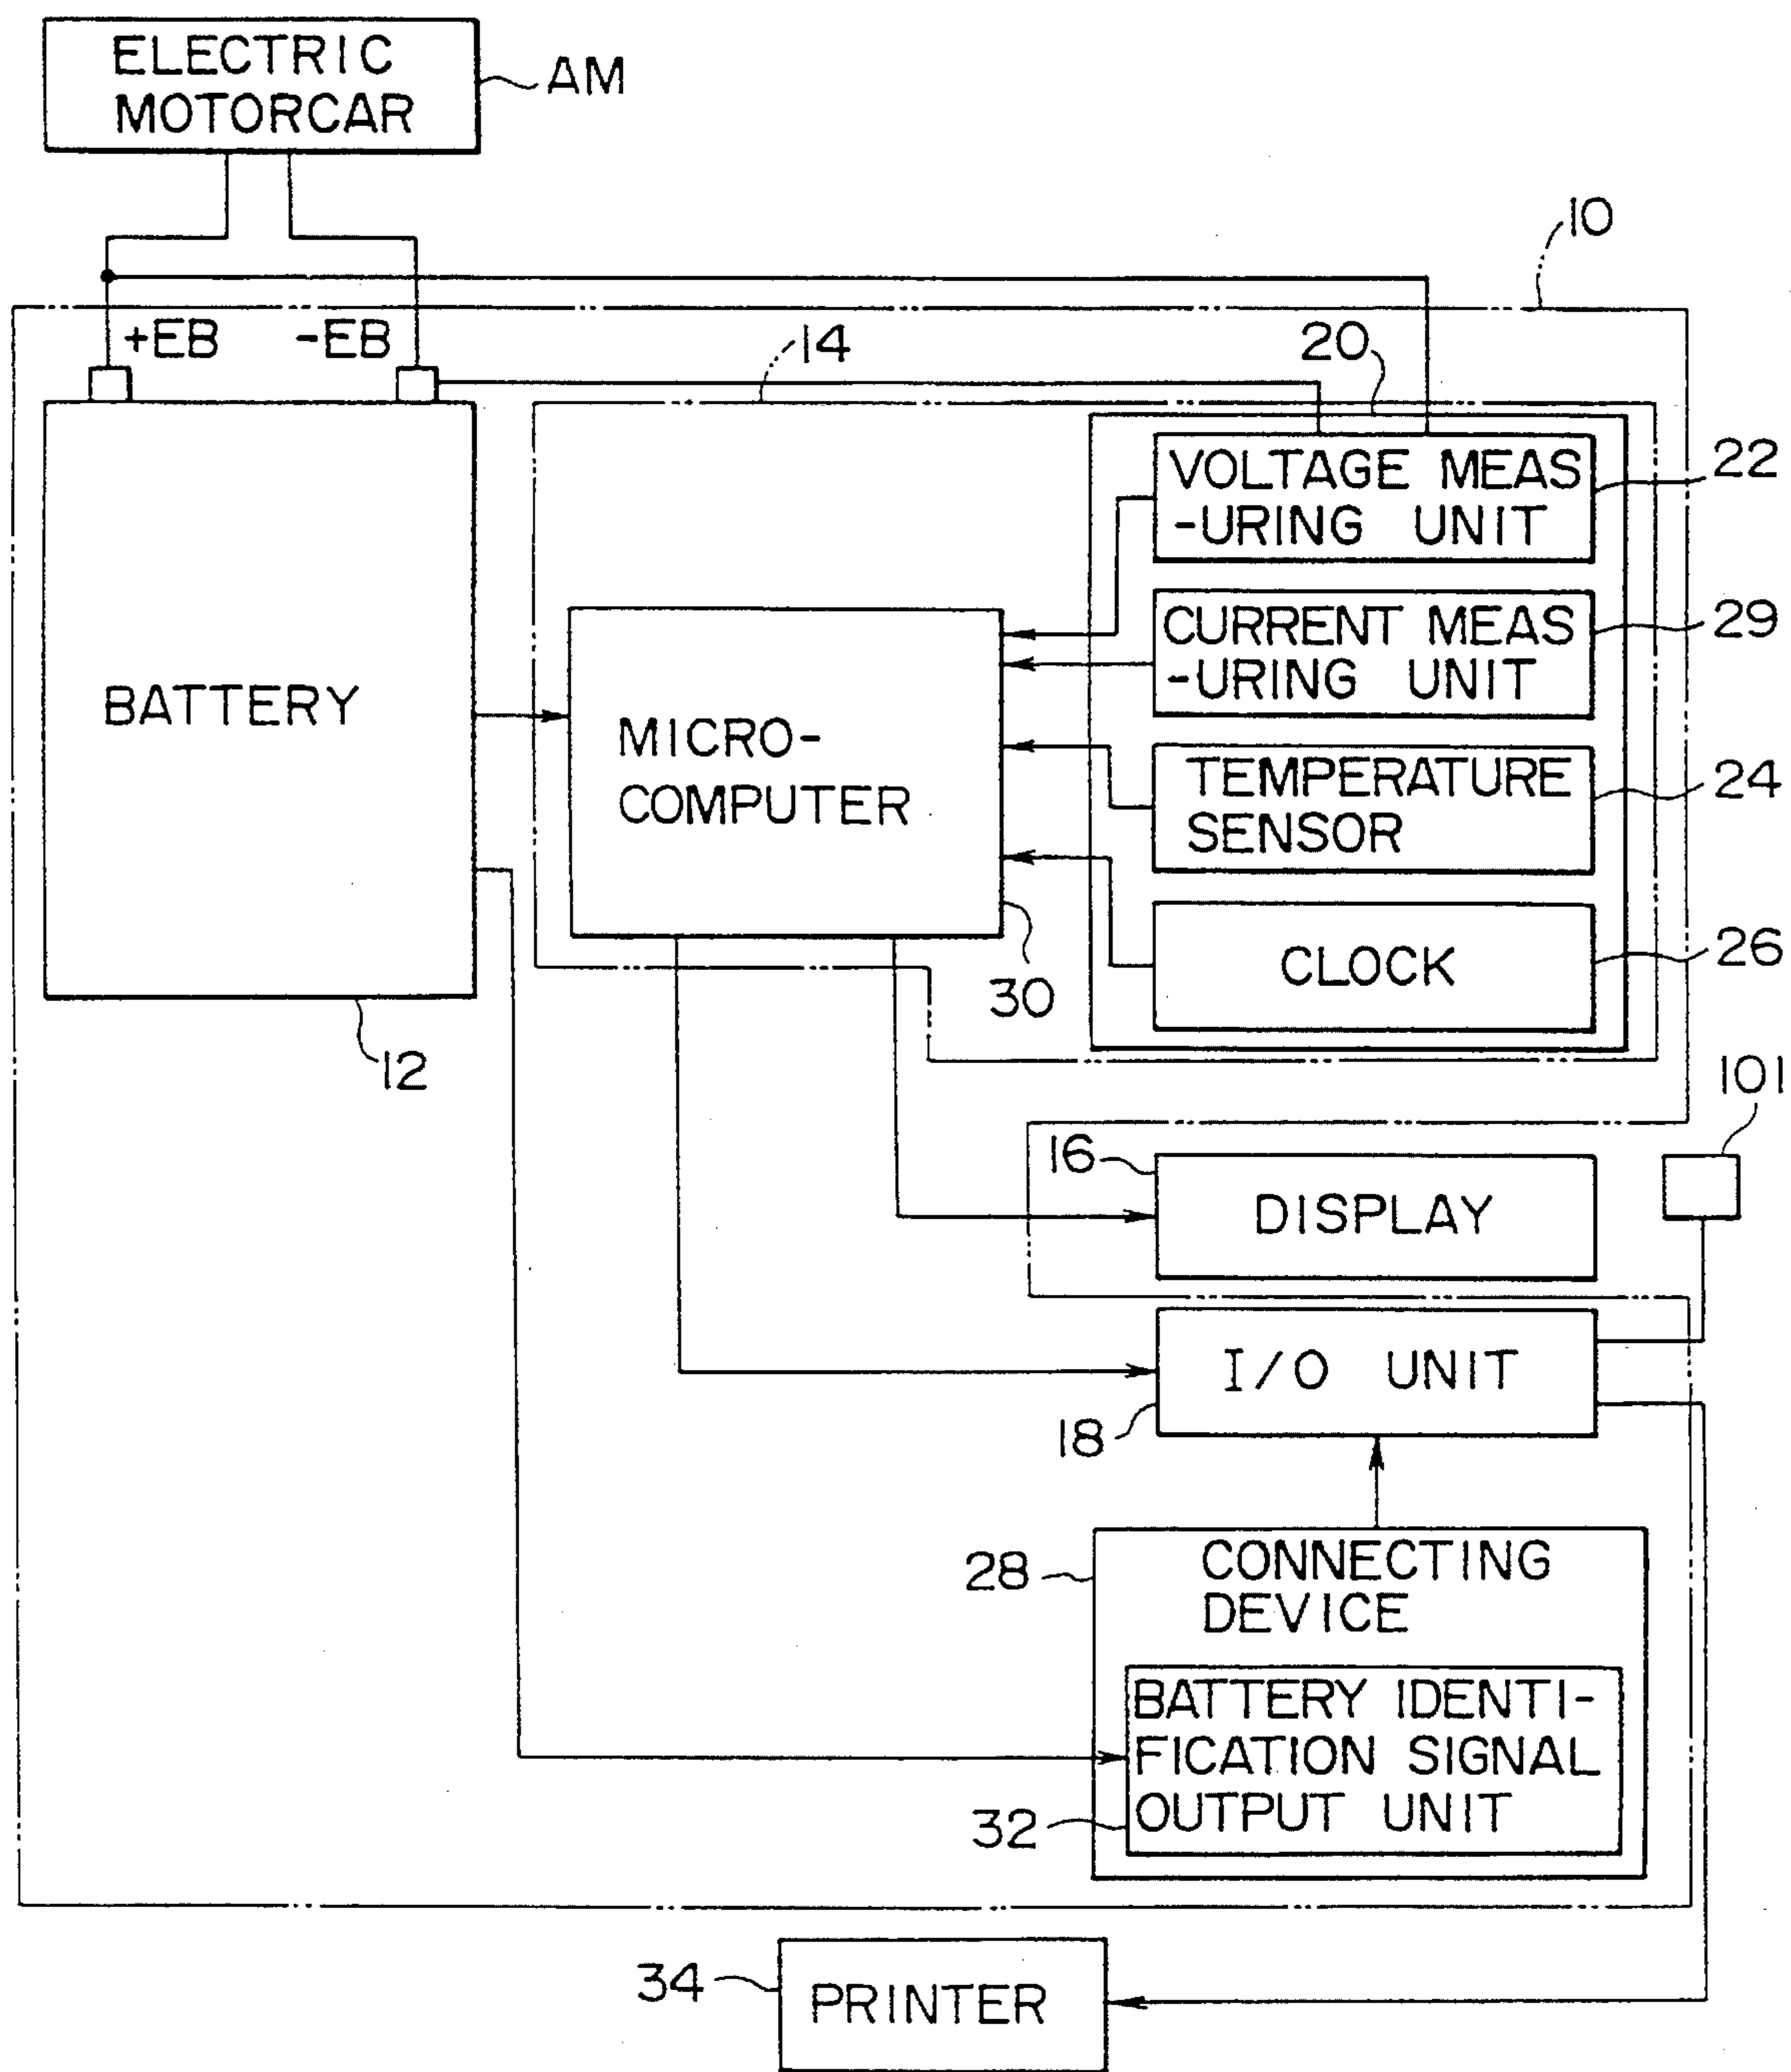 ELECTRIC
MOTORCAR
AM
10
+EB
-EB
14
20
VOLTAGE MEAS
-URING UNIT
22
CURRENT MEAS
-URING UNIT
29
BATTERY
MICRO-
COMPUTER
TEMPERATURE
SENSOR
24
CLOCK
26
30
12
101
16
DISPLAY
I/O UNIT
18
28
CONNECTING
DEVICE
BATTERY IDENTI-
FICATION SIGNAL
OUTPUT UNIT
32
34
PRINTER